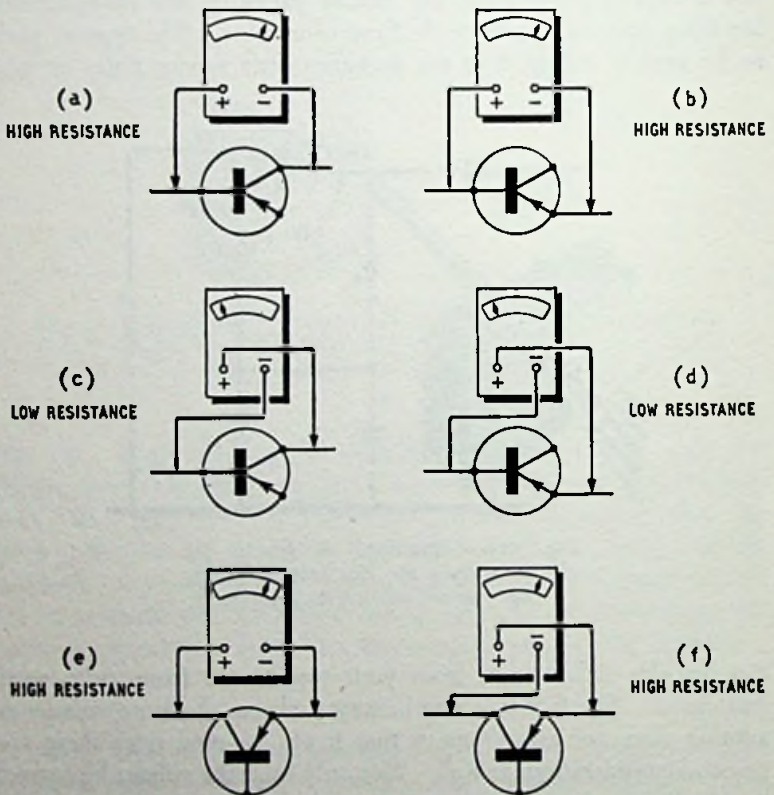 (a)
HIGH RESISTANCE
+ -
(b)
HIGH RESISTANCE
+ -
(c)
LOW RESISTANCE
+ -
(d)
LOW RESISTANCE
+ -
(e)
HIGH RESISTANCE
+ -
(f)
HIGH RESISTANCE
+ -